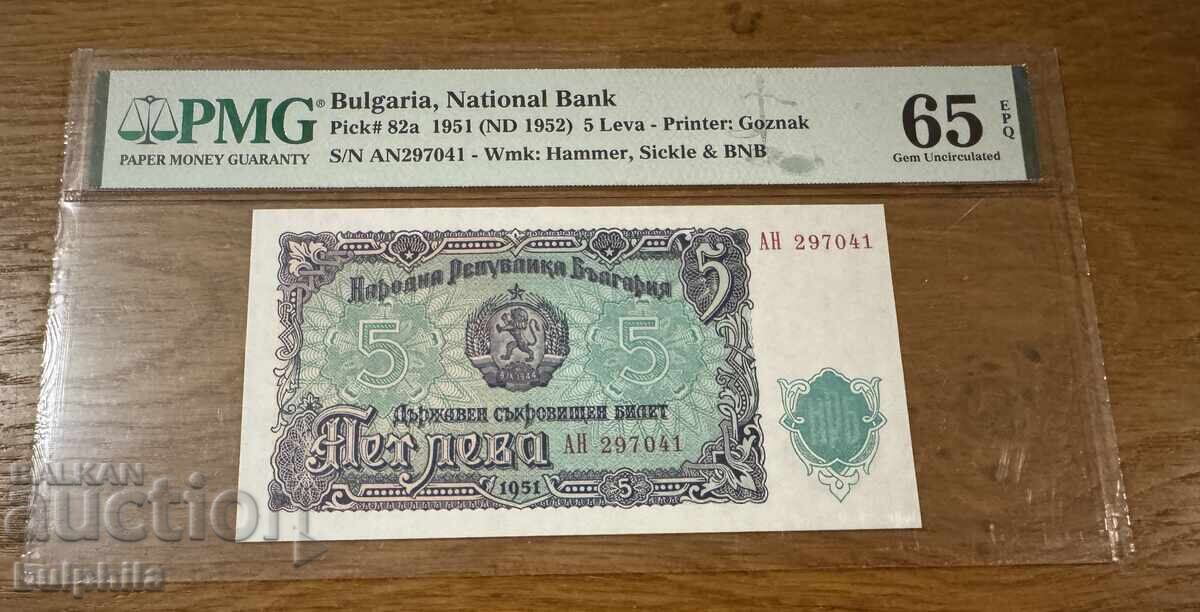 PMG®
PAPER MONEY GUARANTY
Bulgaria, National Bank
Pick# 82a 1951 (ND 1952) 5 Leva - Printer: Goznak
S/N AN297041 - Wmk: Hammer, Sickle & BNB
65
EPQ
Gem Uncirculated
АН 297041
5
Народна Република България
5
5
9.IX.1944
Държавен съкровищен билет
Пет лева
АН 297041
1951
5
БНБ
BALKAN
auction
bulphila